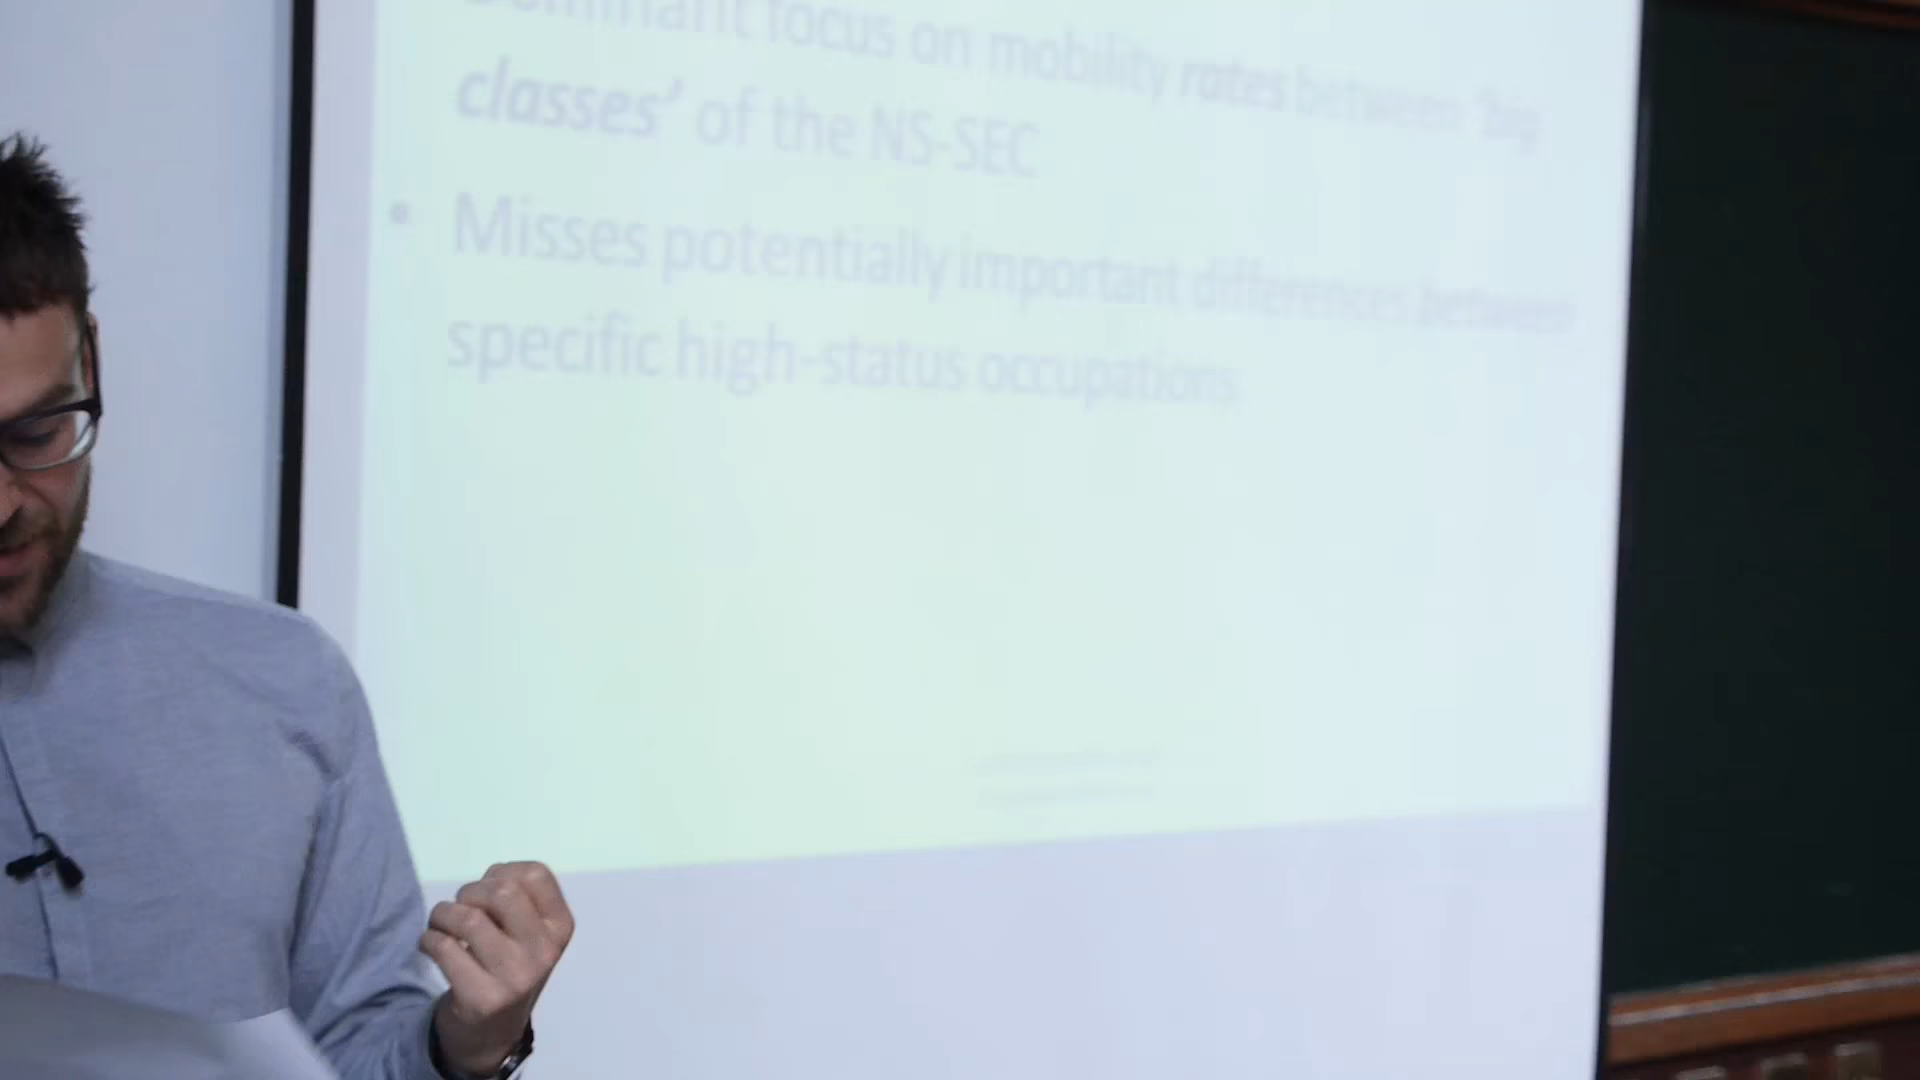 Dominant focus on mobility rates between 'big
classes' of the NS-SEC
• Misses potentially important differences between
specific high-status occupations